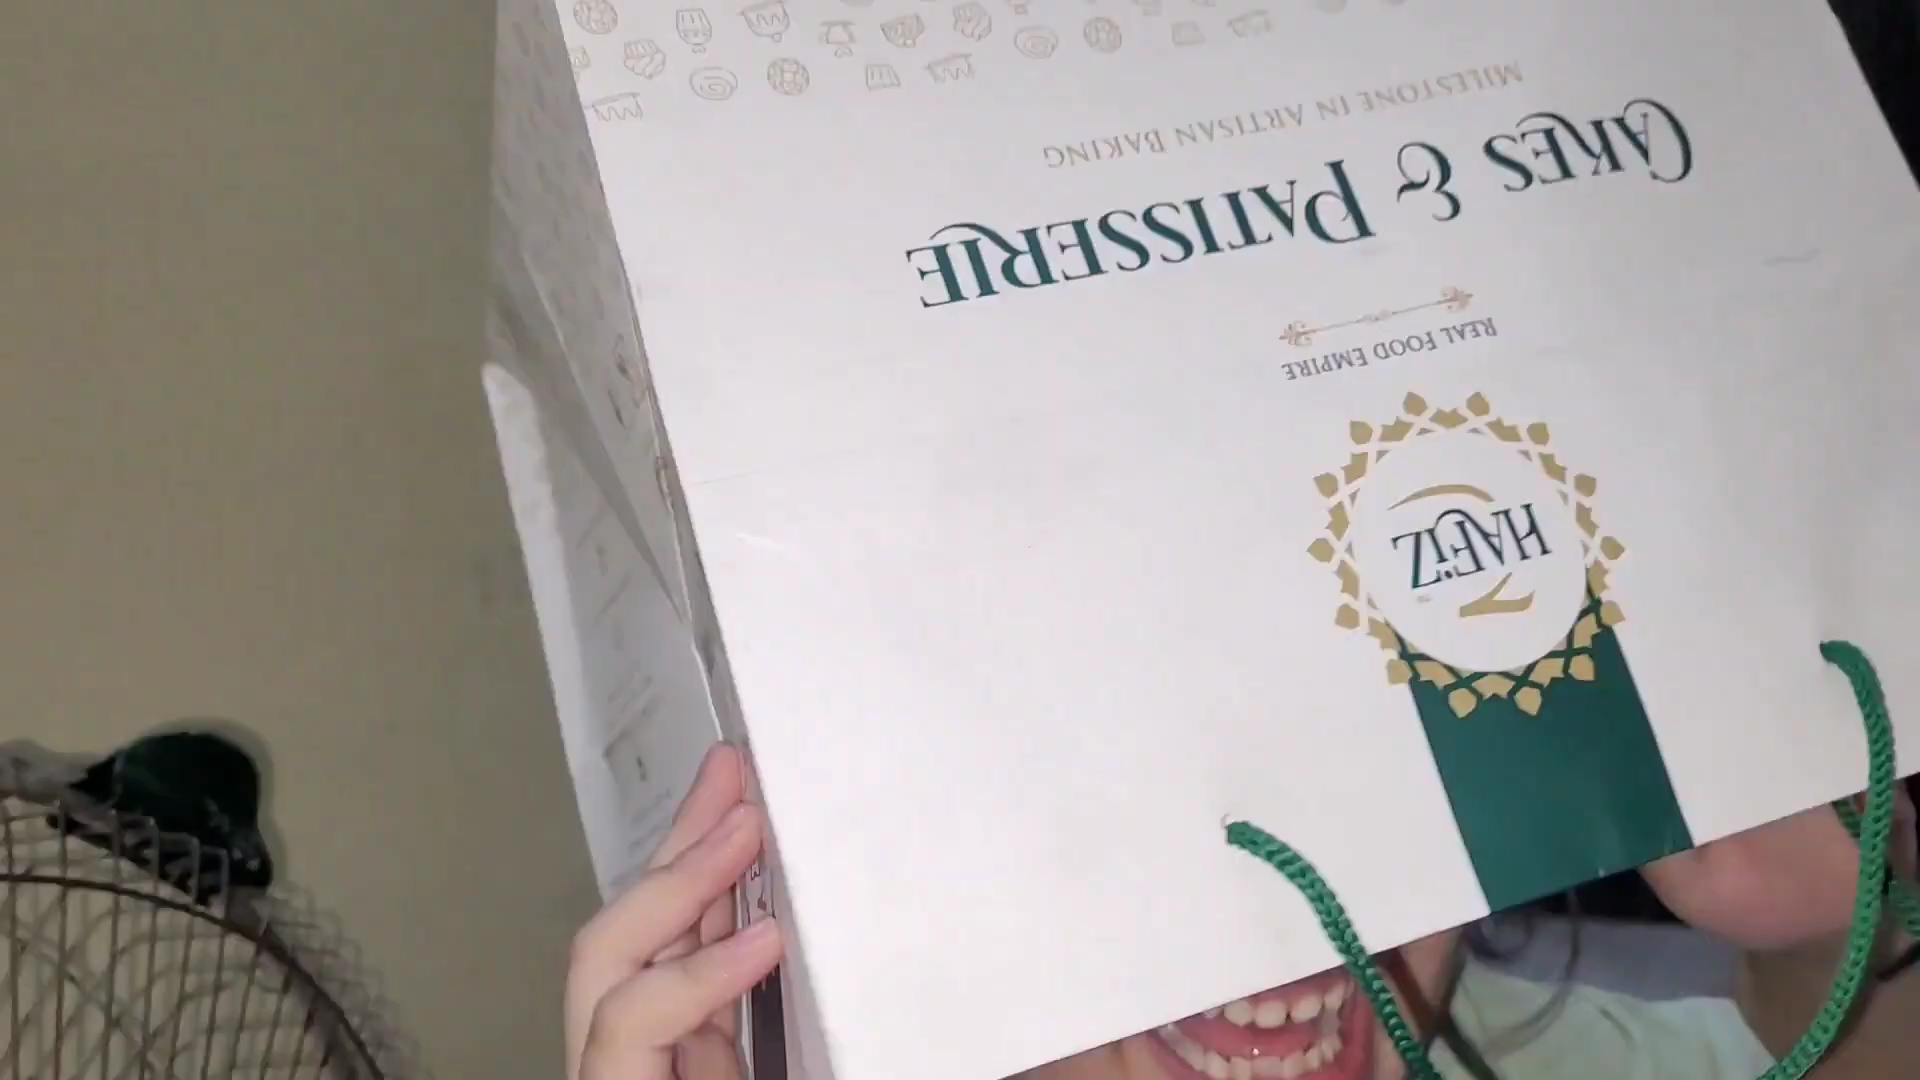 HAFIZ
REAL FOOD EMPIRE
CAKES & PATISSERIE
MILESTONE IN ARTISAN BAKING